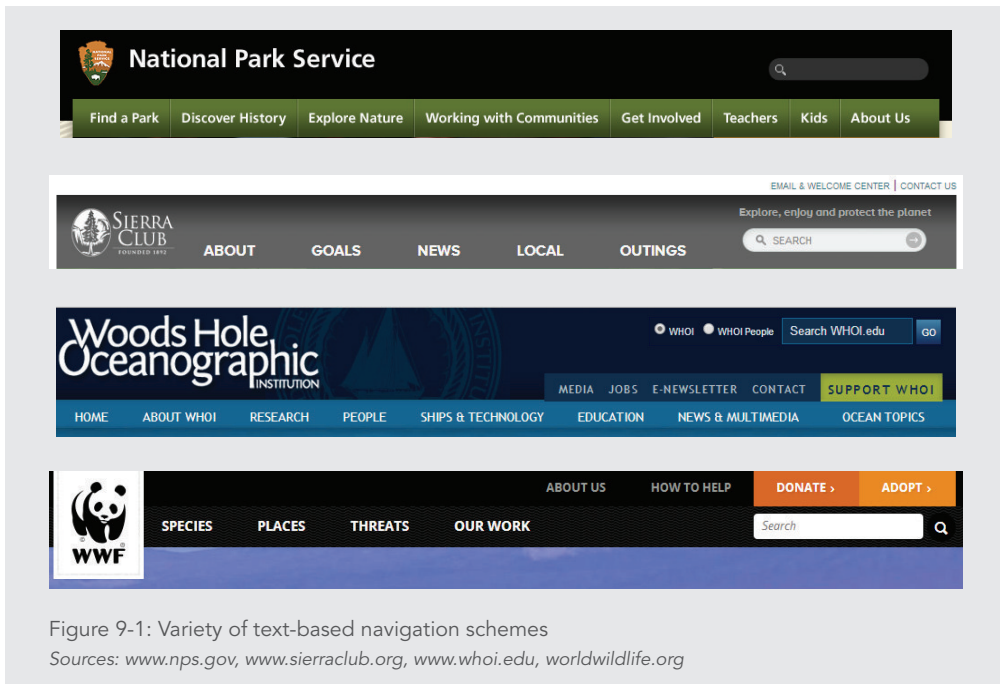 National Park Service
Find a Park Discover History Explore Nature Working with Communities Get Involved Teachers Kids About Us
EMAIL & WELCOME CENTER | CONTACT US
Explore, enjoy and protect the planet
SIERRA
CLUB
FOUNDED 1892
ABOUT GOALS NEWS LOCAL OUTINGS
SEARCH
Woods Hole
Oceanographic
INSTITUTION
WHOI WHOI People Search WHOI.edu GO
MEDIA JOBS E-NEWSLETTER CONTACT SUPPORT WHOI
HOME ABOUT WHOI RESEARCH PEOPLE SHIPS & TECHNOLOGY EDUCATION NEWS & MULTIMEDIA OCEAN TOPICS
ABOUT US HOW TO HELP DONATE › ADOPT ›
SPECIES PLACES THREATS OUR WORK Search
WWF
Figure 9-1: Variety of text-based navigation schemes
Sources: www.nps.gov, www.sierraclub.org, www.whoi.edu, worldwildlife.org